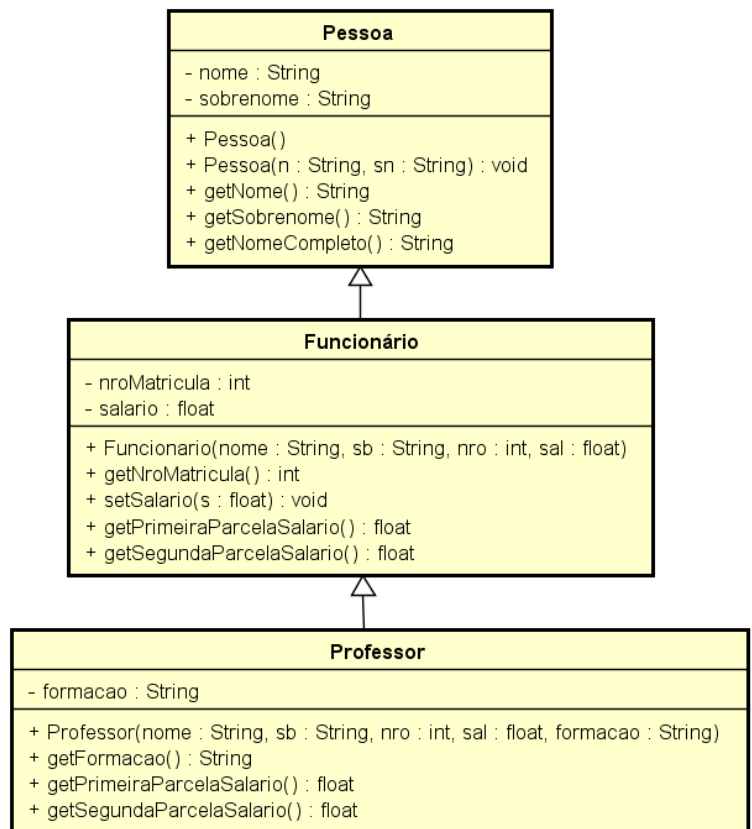 Pessoa
- nome : String
- sobrenome : String
+ Pessoa()
+ Pessoa(n : String, sn : String) : void
+ getNome() : String
+ getSobrenome() : String
+ getNomeCompleto() : String
Funcionário
- nroMatricula : int
- salario : float
+ Funcionario(nome : String, sb : String, nro : int, sal : float)
+ getNroMatricula() : int
+ setSalario(s : float) : void
+ getPrimeiraParcelaSalario() : float
+ getSegundaParcelaSalario() : float
Professor
- formacao : String
+ Professor(nome : String, sb : String, nro : int, sal : float, formacao : String)
+ getFormacao() : String
+ getPrimeiraParcelaSalario() : float
+ getSegundaParcelaSalario() : float